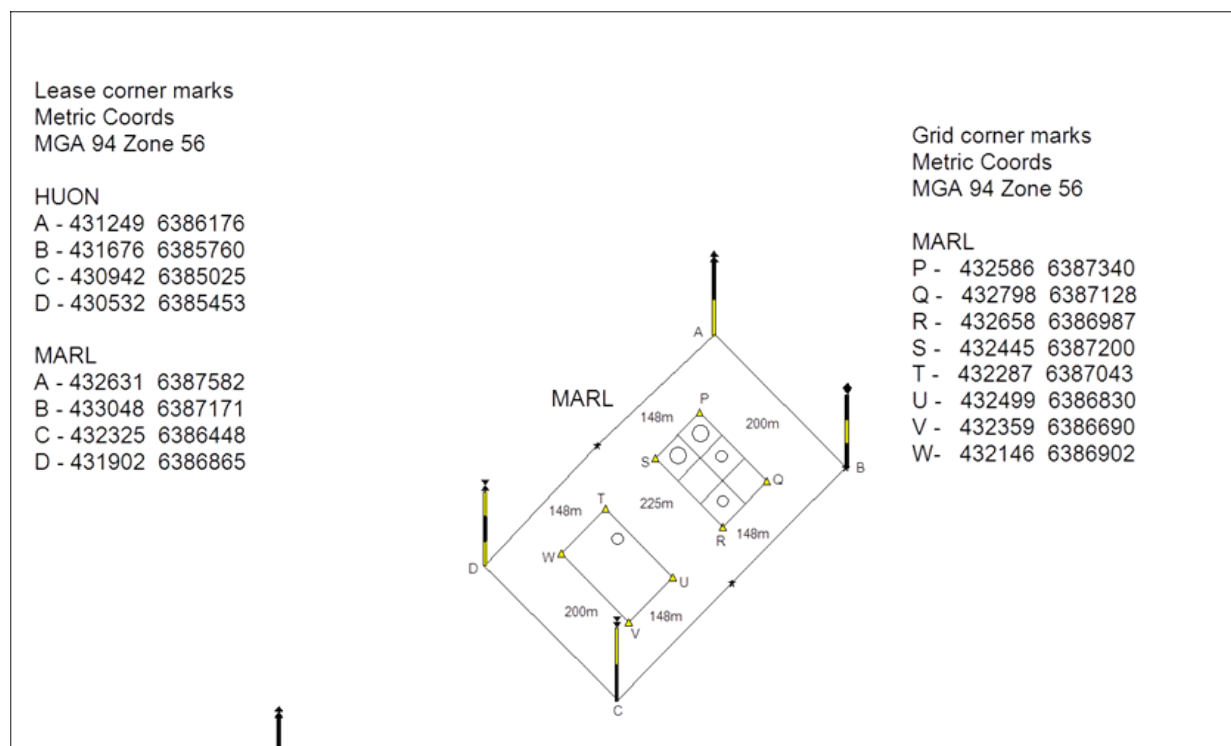 Lease corner marks
Metric Coords
MGA 94 Zone 56
HUON
A - 431249 6386176
B - 431676 6385760
C - 430942 6385025
D - 430532 6385453
MARL
A - 432631 6387582
B - 433048 6387171
C - 432325 6386448
D - 431902 6386865
Grid corner marks
Metric Coords
MGA 94 Zone 56
MARL
P - 432586 6387340
Q - 432798 6387128
R - 432658 6386987
S - 432445 6387200
T - 432287 6387043
U - 432499 6386830
V - 432359 6386690
W- 432146 6386902
A
MARL
P
148m
200m
S
B
Q
225m
T
148m
R
148m
W
D
U
200m
148m
V
C